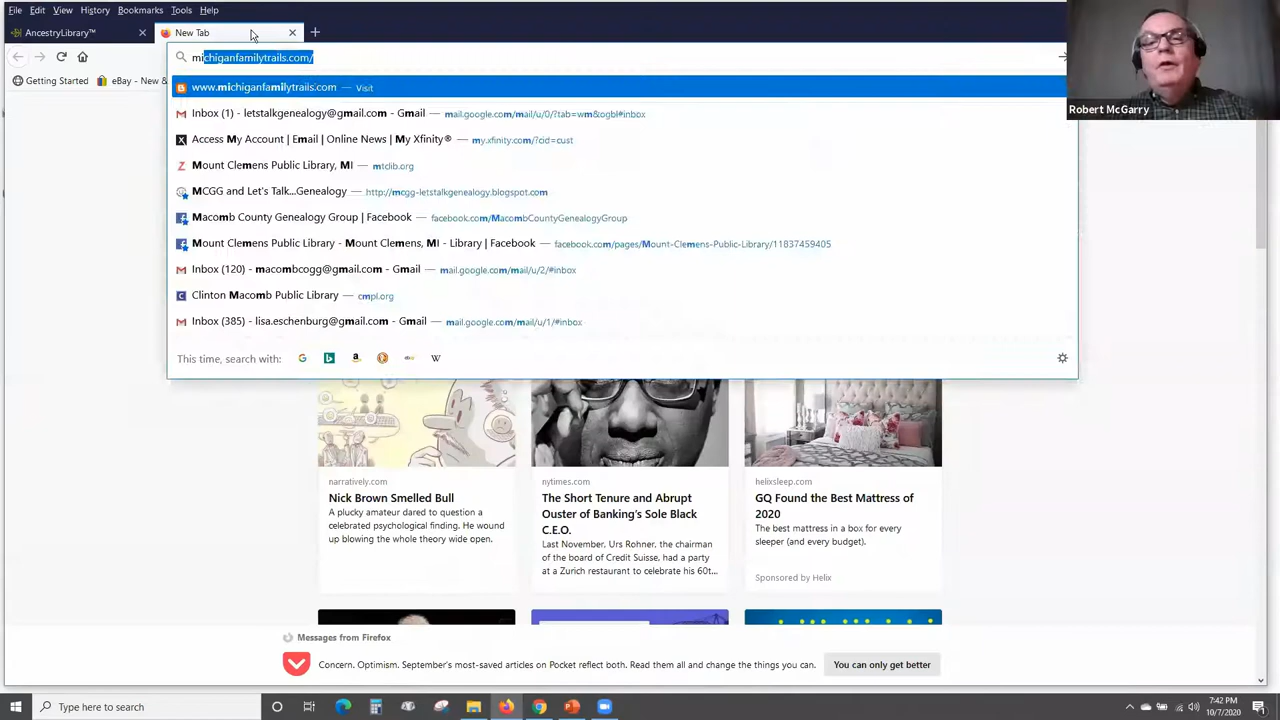 File Edit View History Bookmarks Tools Help
AncestryLibrary™
New Tab
michiganfamilytrails.com/
Robert McGarry
Getting Started eBay - New &
www.michiganfamilytrails.com — Visit
Inbox (1) - letstalkgenealogy@gmail.com - Gmail — mail.google.com/mail/u/0/?tab=wm&ogbl#inbox
Access My Account | Email | Online News | My Xfinity® — my.xfinity.com/?cid=cust
Mount Clemens Public Library, MI — mtclib.org
MCGG and Let's Talk...Genealogy — http://mcgg-letstalkgenealogy.blogspot.com
Macomb County Genealogy Group | Facebook — facebook.com/MacombCountyGenealogyGroup
Mount Clemens Public Library - Mount Clemens, MI - Library | Facebook — facebook.com/pages/Mount-Clemens-Public-Library/11837459405
Inbox (120) - macombcogg@gmail.com - Gmail — mail.google.com/mail/u/2/#inbox
Clinton Macomb Public Library — cmpl.org
Inbox (385) - lisa.eschenburg@gmail.com - Gmail — mail.google.com/mail/u/1/#inbox
This time, search with:
narratively.com
Nick Brown Smelled Bull
A plucky amateur dared to question a
celebrated psychological finding. He wound
up blowing the whole theory wide open.
nytimes.com
The Short Tenure and Abrupt
Ouster of Banking's Sole Black
C.E.O.
Last November, Urs Rohner, the chairman
of the board of Credit Suisse, had a party
at a Zurich restaurant to celebrate his 60t...
helixsleep.com
GQ Found the Best Mattress of
2020
The best mattress in a box for every
sleeper (and every budget).
Sponsored by Helix
Messages from Firefox
Concern. Optimism. September's most-saved articles on Pocket reflect both. Read them all and change the things you can.
You can only get better
Type here to search
7:42 PM
10/7/2020